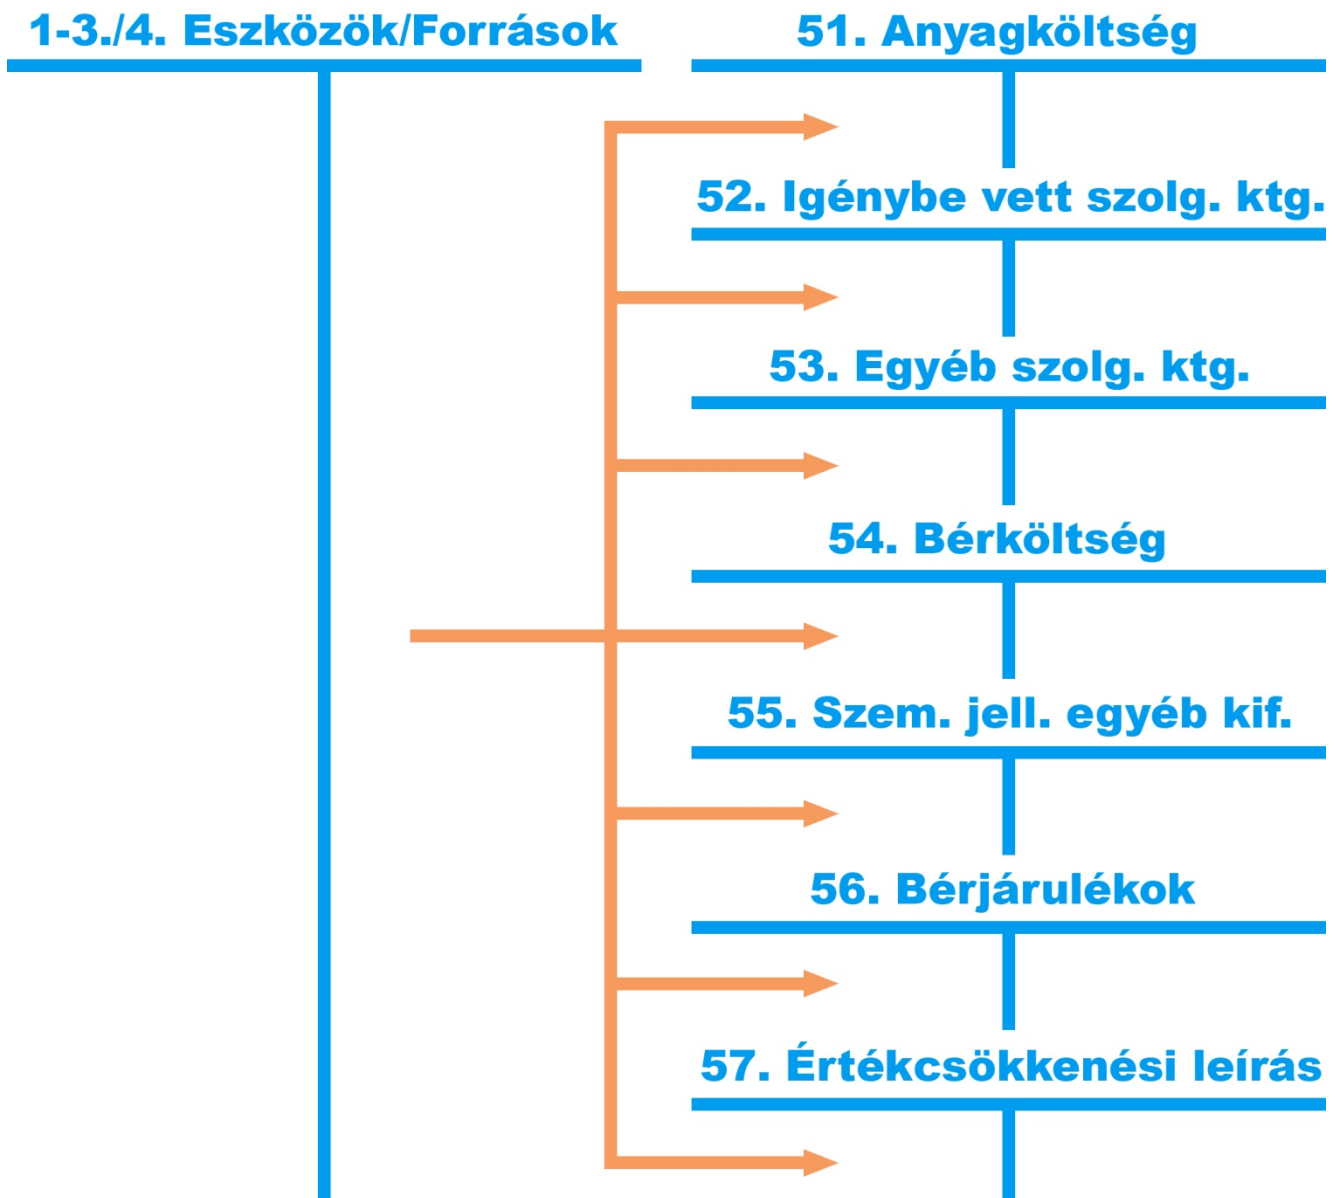 1-3./4. Eszközök/Források
51. Anyagköltség
52. Igénybe vett szolg. ktg.
53. Egyéb szolg. ktg.
54. Bérköltség
55. Szem. jell. egyéb kif.
56. Bérjárulékok
57. Értékcsökkenési leírás